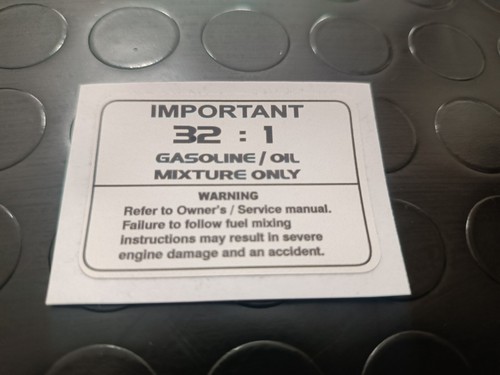 IMPORTANT
32 : 1
GASOLINE / OIL
MIXTURE ONLY
WARNING
Refer to Owner's / Service manual.
Failure to follow fuel mixing
instructions may result in severe
engine damage and an accident.